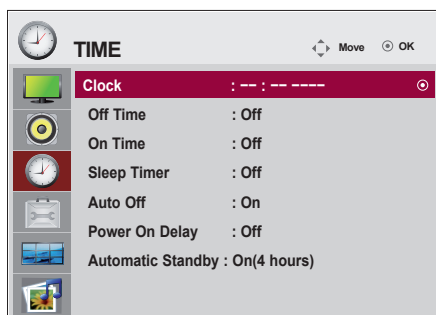 TIME Move OK
Clock : -- : -- ----
Off Time : Off
On Time : Off
Sleep Timer : Off
Auto Off : On
Power On Delay : Off
Automatic Standby : On(4 hours)